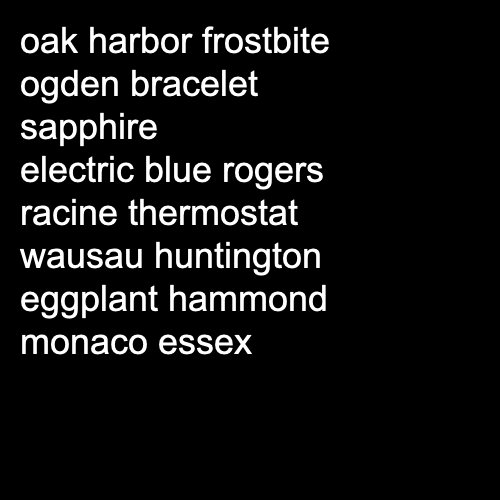 oak harbor frostbite
ogden bracelet
sapphire
electric blue rogers
racine thermostat
wausau huntington
eggplant hammond
monaco essex